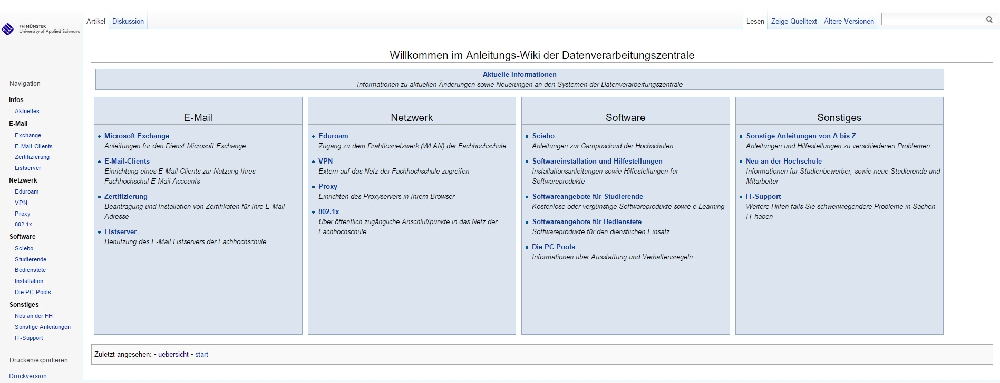 FH MÜNSTER
University of Applied Sciences
Artikel
Diskussion
Lesen
Zeige Quelltext
Ältere Versionen
Navigation
Infos
Aktuelles
E-Mail
Exchange
E-Mail-Clients
Zertifizierung
Listserver
Netzwerk
Eduroam
VPN
Proxy
802.1x
Software
Sciebo
Studierende
Bedienstete
Installation
Die PC-Pools
Sonstiges
Neu an der FH
Sonstige Anleitungen
IT-Support
Drucken/exportieren
Druckversion
Willkommen im Anleitungs-Wiki der Datenverarbeitungszentrale
Aktuelle Informationen
Informationen zu aktuellen Änderungen sowie Neuerungen an den Systemen der Datenverarbeitungszentrale
E-Mail
• Microsoft Exchange
Anleitungen für den Dienst Microsoft Exchange
• E-Mail-Clients
Einrichtung eines E-Mail-Clients zur Nutzung Ihres
Fachhochschul-E-Mail-Accounts
• Zertifizierung
Beantragung und Installation von Zertifikaten für Ihre E-Mail-
Adresse
• Listserver
Benutzung des E-Mail Listservers der Fachhochschule
Netzwerk
• Eduroam
Zugang zu dem Drahtlosnetzwerk (WLAN) der Fachhochschule
• VPN
Extern auf das Netz der Fachhochschule zugreifen
• Proxy
Einrichten des Proxyservers in Ihrem Browser
• 802.1x
Über öffentlich zugängliche Anschlußpunkte in das Netz der
Fachhochschule
Software
• Sciebo
Anleitungen zur Campuscloud der Hochschulen
• Softwareinstallation und Hilfestellungen
Installationsanleitungen sowie Hilfestellungen für
Softwareprodukte
• Softwareangebote für Studierende
Kostenlose oder vergünstige Softwareprodukte sowie e-Learning
• Softwareangebote für Bedienstete
Softwareprodukte für den dienstlichen Einsatz
• Die PC-Pools
Informationen über Ausstattung und Verhaltensregeln
Sonstiges
• Sonstige Anleitungen von A bis Z
Anleitungen und Hilfestellungen zu verschiedenen Problemen
• Neu an der Hochschule
Informationen für Studienbewerber, sowie neue Studierende und
Mitarbeiter
• IT-Support
Weitere Hilfen falls Sie schwerwiegendere Probleme in Sachen
IT haben
Zuletzt angesehen: • uebersicht • start